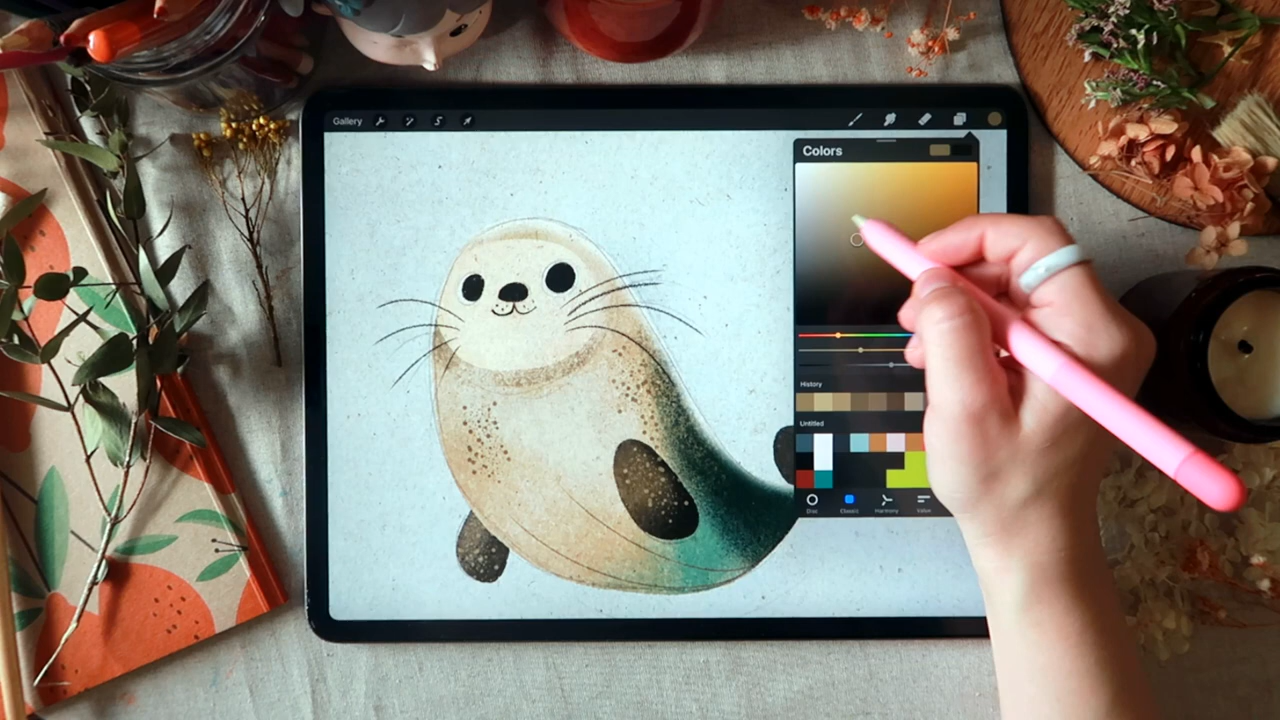 Gallery
Colors
History
Untitled
Disc
Classic
Harmony
Value